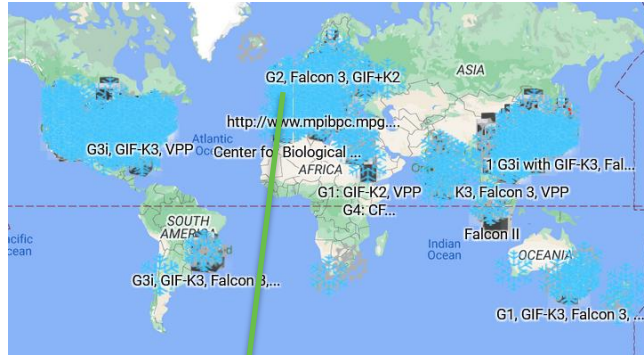 G2, Falcon 3, GIF+K2
ASIA
http://www.mpibpc.mpg....
G3i, GIF-K3, VPP
Atlantic
Center for Biological ...
1 G3i with GIF-K3, Fal...
AFRICA
G1: GIF-K2, VPP
K3, Falcon 3, VPP
G4: CF...
SOUTH
AMERICA
Falcon II
Indian
Ocean
OCEANIA
G3i, GIF-K3, Falcon 3,...
G1, GIF-K3, Falcon 3, ...